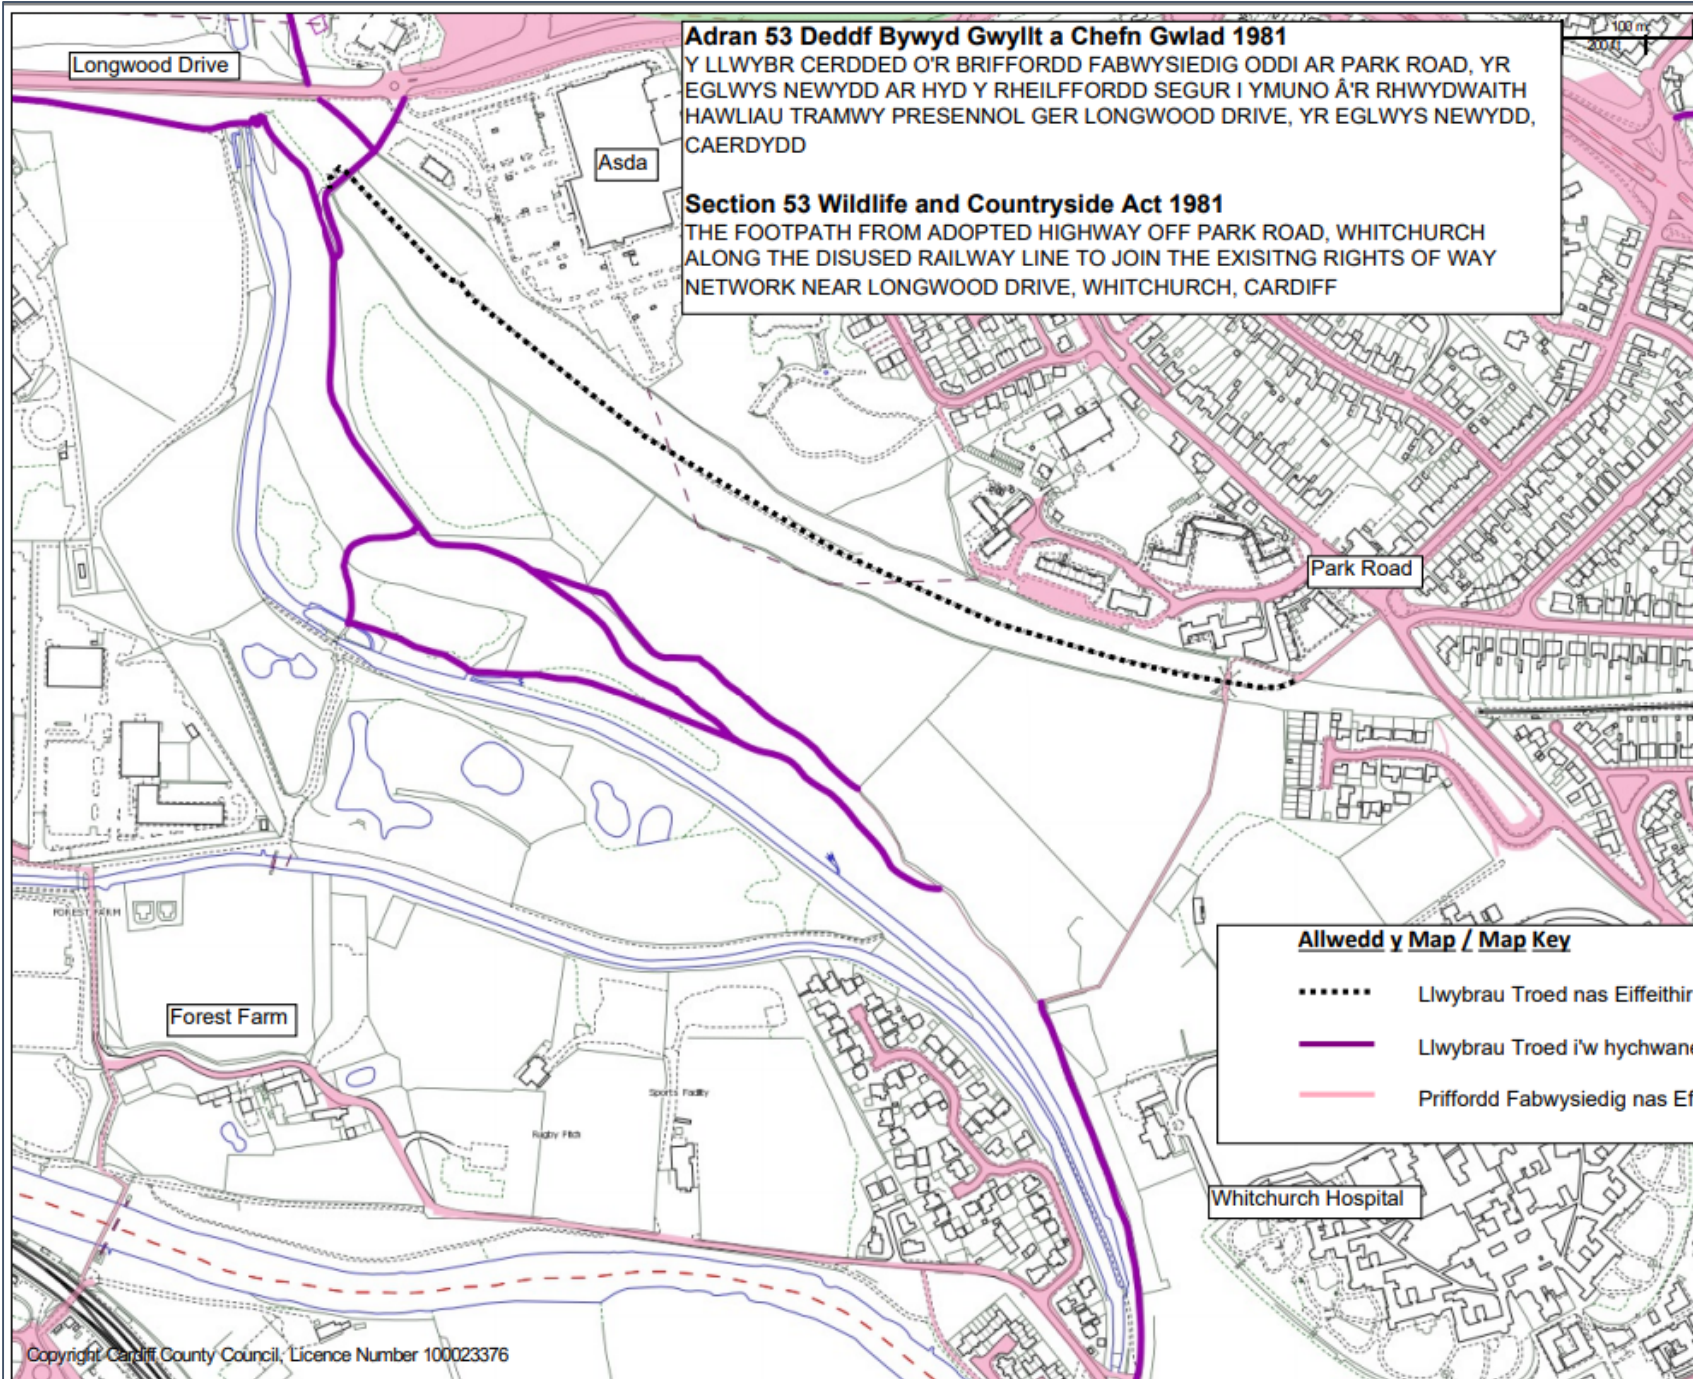 Longwood Drive
Adran 53 Deddf Bywyd Gwyllt a Chefn Gwlad 1981
Y LLWYBR CERDDED O'R BRIFFORDD FABWYSIEDIG ODDI AR PARK ROAD, YR
EGLWYS NEWYDD AR HYD Y RHEILFFORDD SEGUR I YMUNO Â'R RHWYDWAITH
HAWLIAU TRAMWY PRESENNOL GER LONGWOOD DRIVE, YR EGLWYS NEWYDD,
CAERDYDD
Section 53 Wildlife and Countryside Act 1981
THE FOOTPATH FROM ADOPTED HIGHWAY OFF PARK ROAD, WHITCHURCH
ALONG THE DISUSED RAILWAY LINE TO JOIN THE EXISITNG RIGHTS OF WAY
NETWORK NEAR LONGWOOD DRIVE, WHITCHURCH, CARDIFF
100 m
200 ft
Asda
Park Road
FOREST FARM
Allwedd y Map / Map Key
Llwybrau Troed nas Eiffeithir
Llwybrau Troed i'w hychwane
Priffordd Fabwysiedig nas Ef
Forest Farm
Sports Facility
Rugby Pitch
Whitchurch Hospital
Copyright Cardiff County Council, Licence Number 100023376